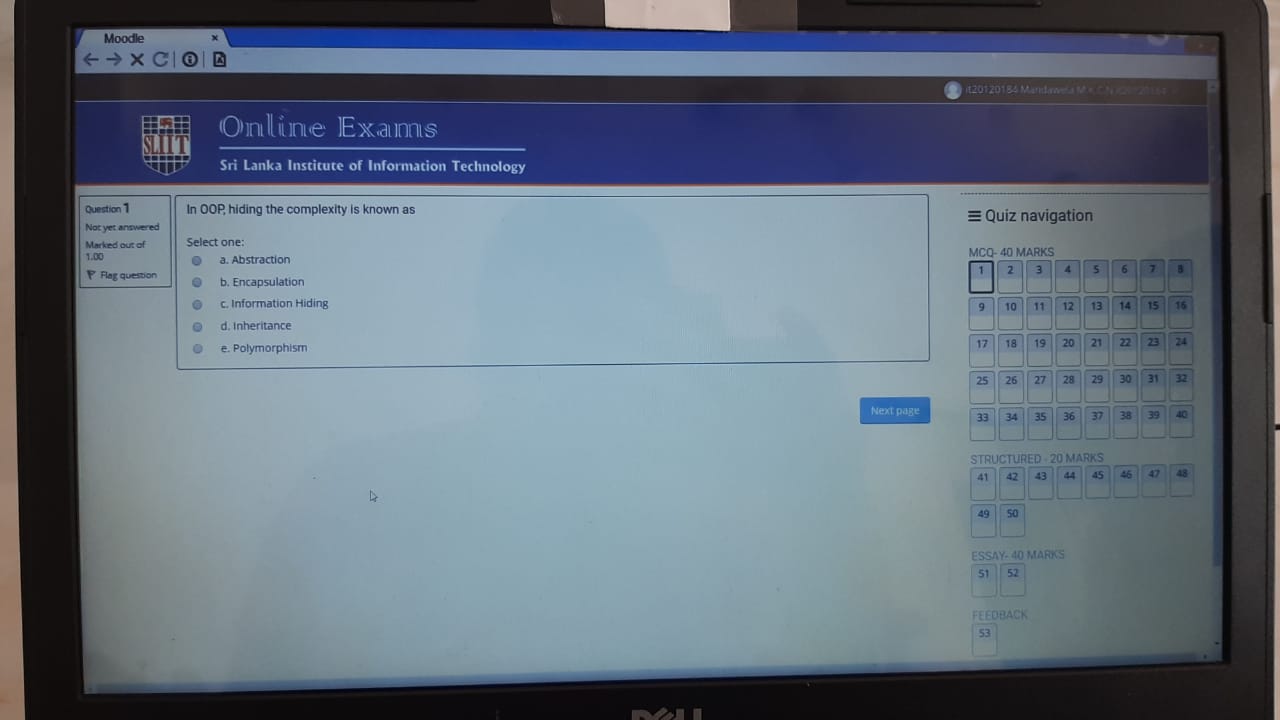 Moodle ×
it20120184 Mandawela M.K.C.N.
SLIIT
Online Exams
Sri Lanka Institute of Information Technology
Question 1
Not yet answered
Marked out of
1.00
Flag question
In OOP, hiding the complexity is known as
Select one:
a. Abstraction
b. Encapsulation
c. Information Hiding
d. Inheritance
e. Polymorphism
Next page
Quiz navigation
MCQ- 40 MARKS
1 2 3 4 5 6 7 8
9 10 11 12 13 14 15 16
17 18 19 20 21 22 23 24
25 26 27 28 29 30 31 32
33 34 35 36 37 38 39 40
STRUCTURED - 20 MARKS
41 42 43 44 45 46 47 48
49 50
ESSAY- 40 MARKS
51 52
FEEDBACK
53
DELL